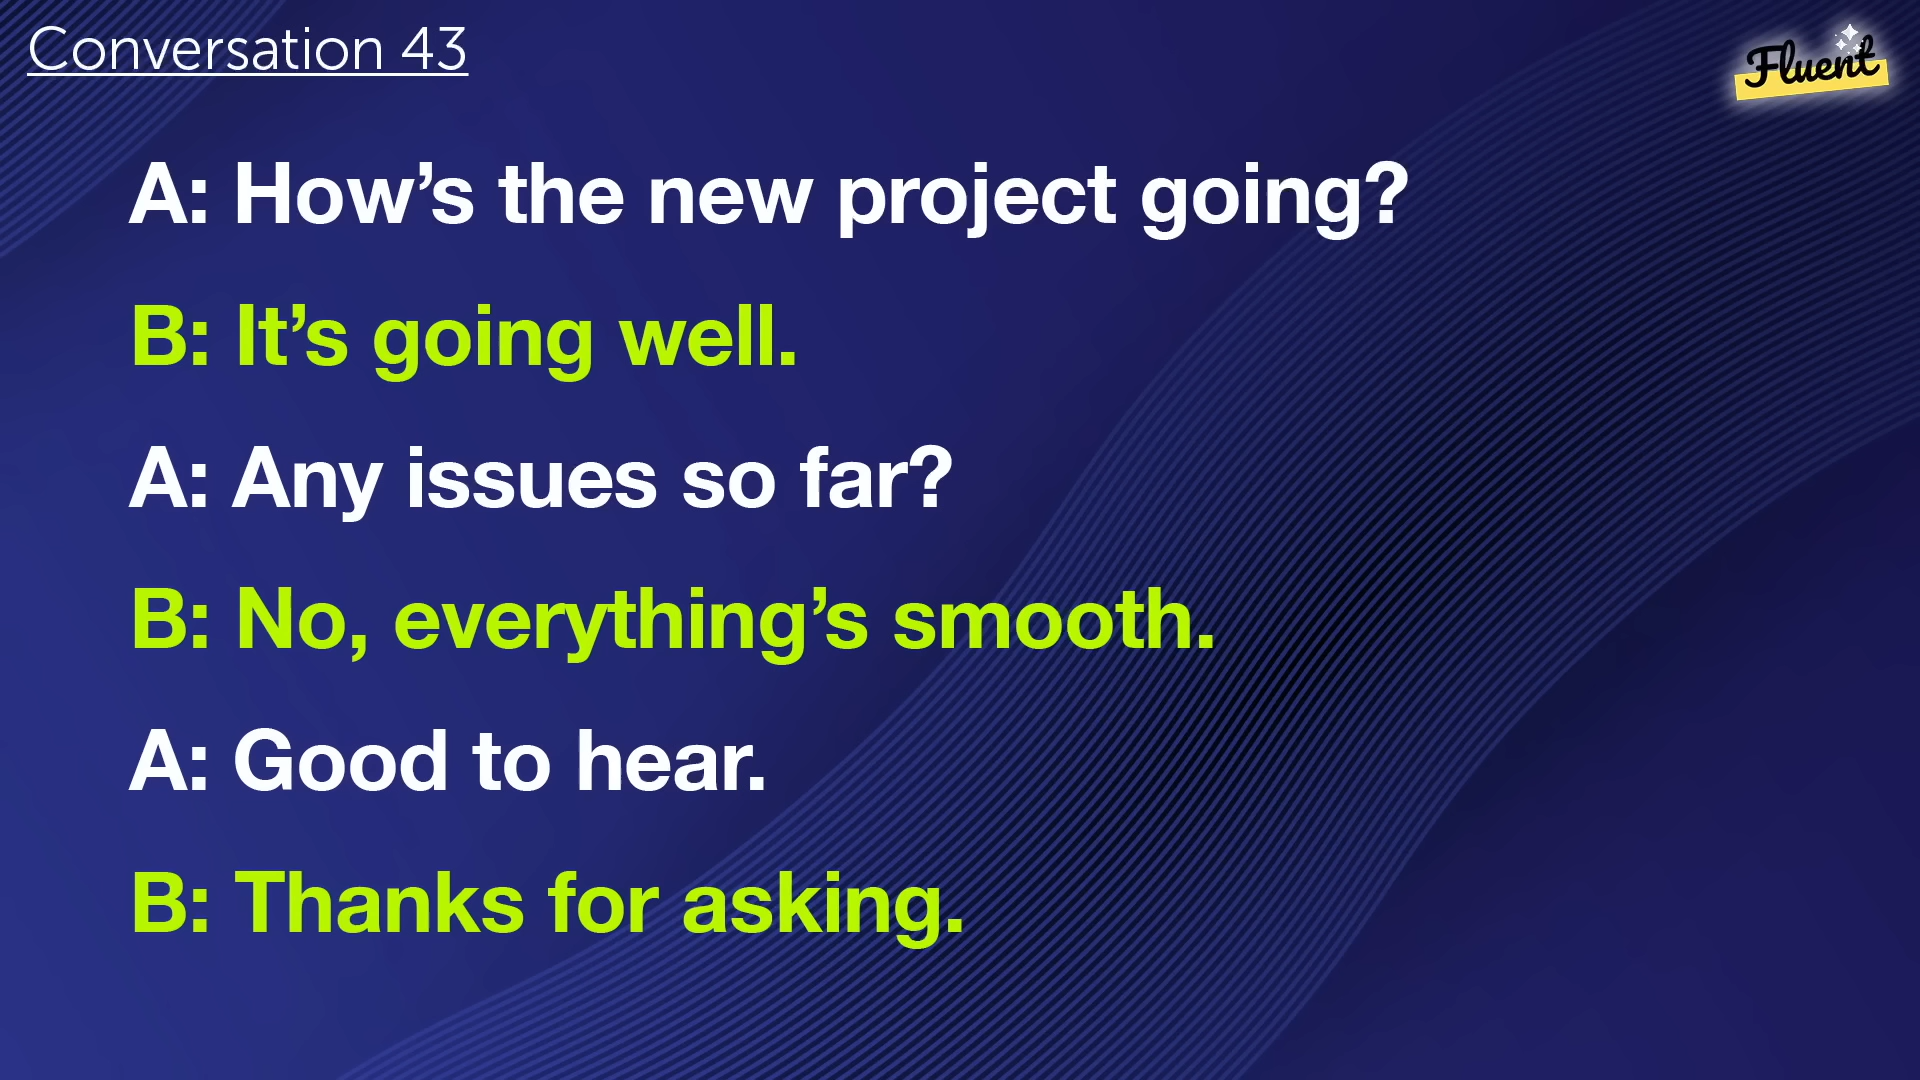 Conversation 43
Fluent
A: How’s the new project going?
B: It’s going well.
A: Any issues so far?
B: No, everything’s smooth.
A: Good to hear.
B: Thanks for asking.